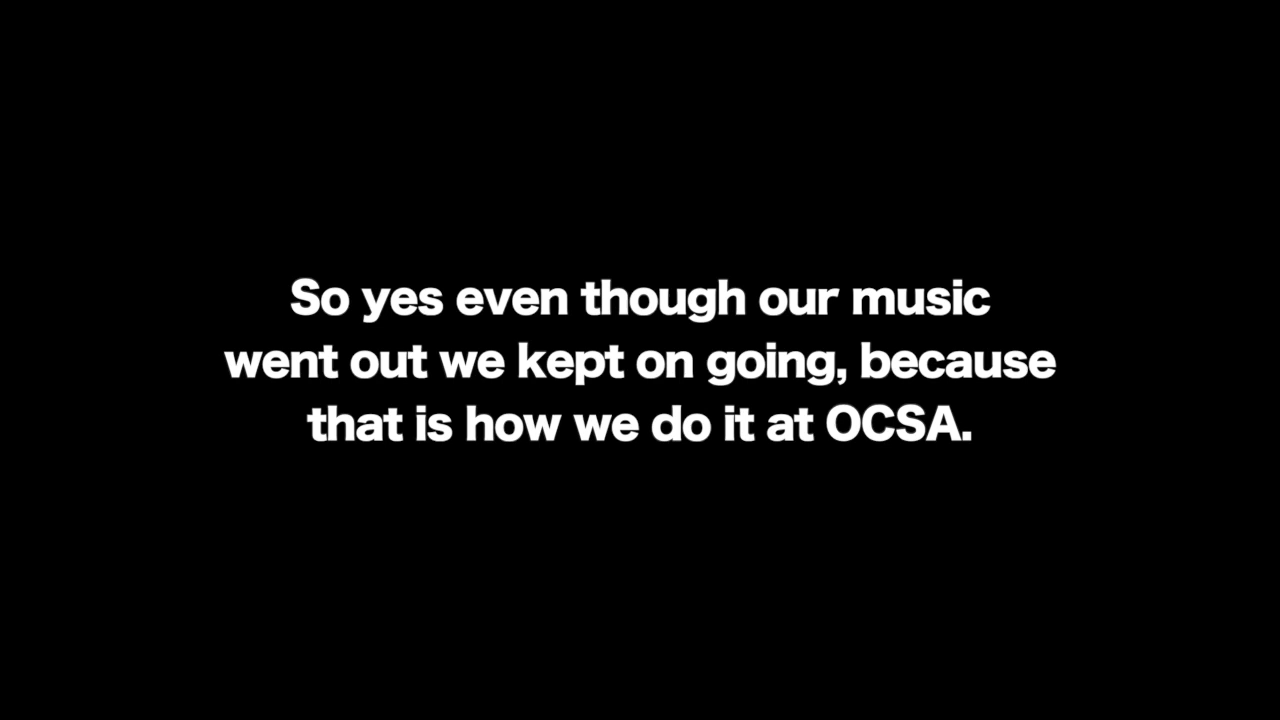 So yes even though our music
went out we kept on going, because
that is how we do it at OCSA.